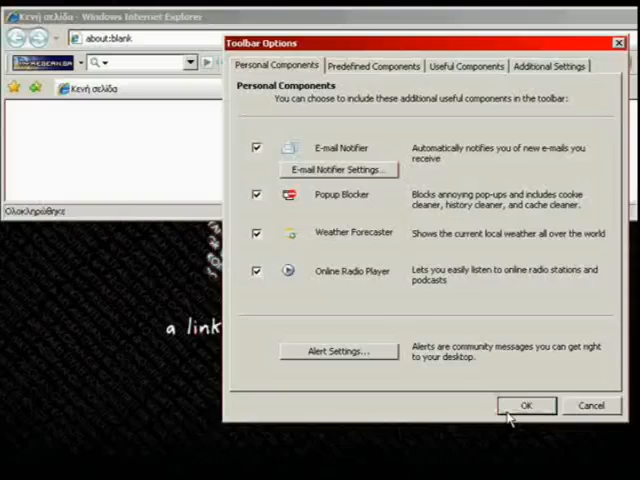 Κενή σελίδα - Windows Internet Explorer
about:blank
Κενή σελίδα
Ολοκληρώθηκε
a link
Toolbar Options
Personal Components
Predefined Components
Useful Components
Additional Settings
Personal Components
You can choose to include these additional useful components in the toolbar:
E-mail Notifier
Automatically notifies you of new e-mails you
receive
E-mail Notifier Settings...
Popup Blocker
Blocks annoying pop-ups and includes cookie
cleaner, history cleaner, and cache cleaner.
Weather Forecaster
Shows the current local weather all over the world
Online Radio Player
Lets you easily listen to online radio stations and
podcasts
Alert Settings...
Alerts are community messages you can get right
to your desktop.
OK
Cancel